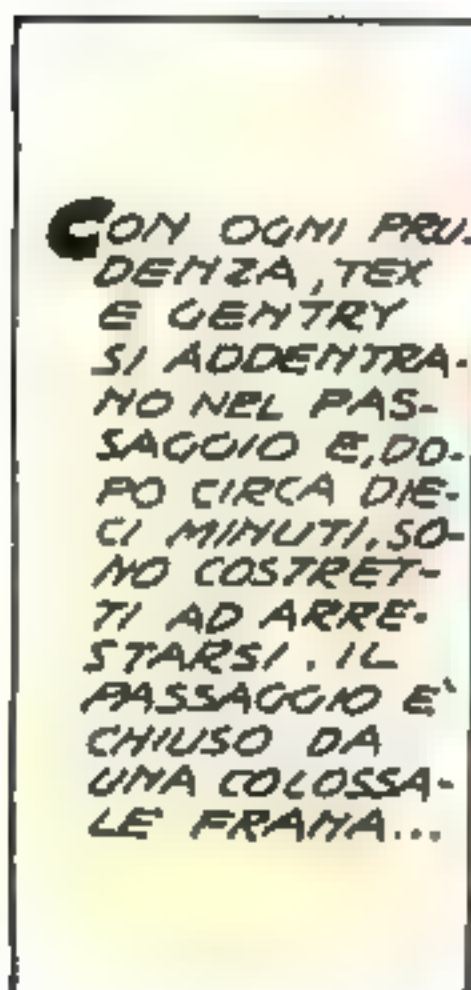 CON OGNI PRU-
DENZA, TEX
E GENTRY
SI ADDENTRA-
NO NEL PAS-
SAGGIO E, DO-
PO CIRCA DIE-
CI MINUTI, SO-
NO COSTRET-
TI AD ARRE-
STARSI. IL
PASSAGGIO E'
CHIUSO DA
UNA COLOSSA-
LE FRANA...